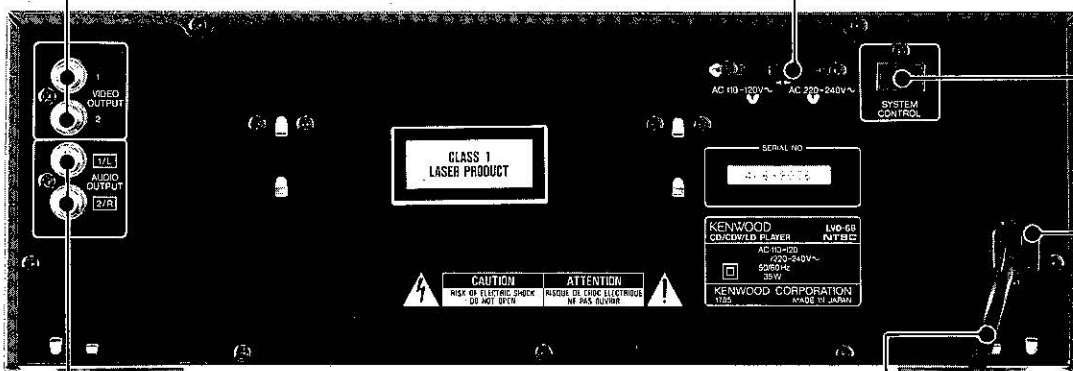 1
VIDEO
OUTPUT
2
1/L
AUDIO
OUTPUT
2/R
CLASS 1
LASER PRODUCT
CAUTION
RISK OF ELECTRIC SHOCK
DO NOT OPEN
ATTENTION
RISQUE DE CHOC ELECTRIQUE
NE PAS OUVRIR
AC 110-120V~
AC 220-240V~
SYSTEM
CONTROL
SERIAL NO
KENWOOD LVD-SB
CD/CDV/LD PLAYER NTSC
AC 110-120
/220-240V~
50/60Hz
35W
KENWOOD CORPORATION
1785 MADE IN JAPAN